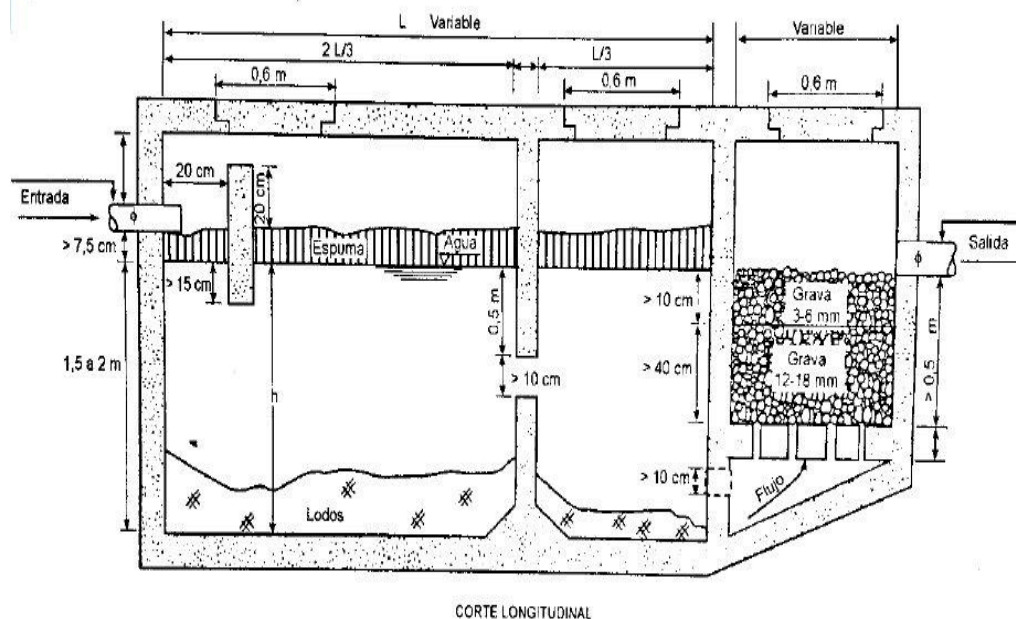 L Variable
Variable
2 L/3
L/3
0,6 m
0,6 m
0,6 m
20 cm
20 cm
Entrada
ϕ
> 7,5 cm
Espuma
Agua
Salida
ϕ
> 15 cm
0,5 m
> 10 cm
Grava
3-6 mm
1,5 a 2 m
h
> 10 cm
> 40 cm
Grava
12-18 mm
> 0,5 m
> 10 cm
Flujo
Lodos
CORTE LONGITUDINAL